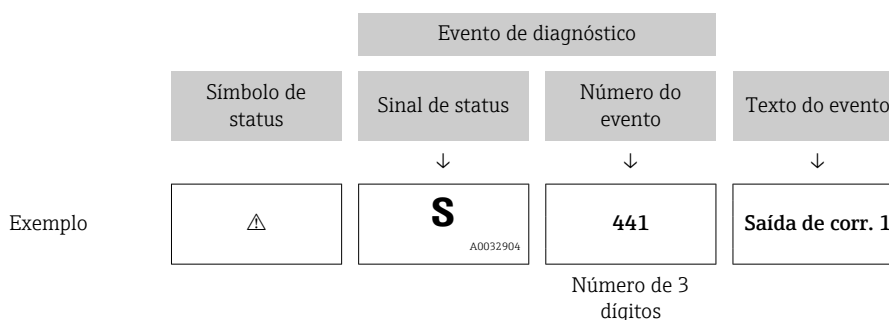 Evento de diagnóstico
Símbolo de
status
Sinal de status
Número do
evento
Texto do evento
↓ ↓ ↓
Exemplo
⚠
S
A0032904
441
Saída de corr. 1
Número de 3
dígitos